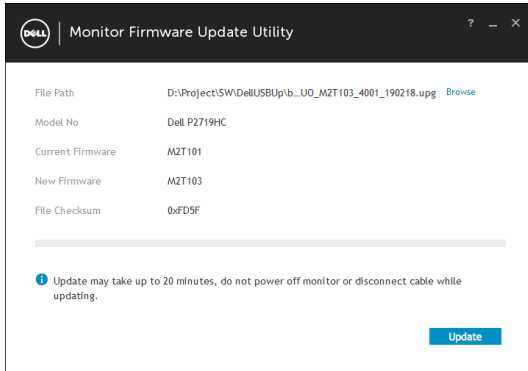 DELL Monitor Firmware Update Utility ? _ X
File Path D:\Project\SW\DellUSBUp\b...UO_M2T103_4001_190218.upg Browse
Model No Dell P2719HC
Current Firmware M2T101
New Firmware M2T103
File Checksum 0xFD5F
Update may take up to 20 minutes, do not power off monitor or disconnect cable while
updating.
Update